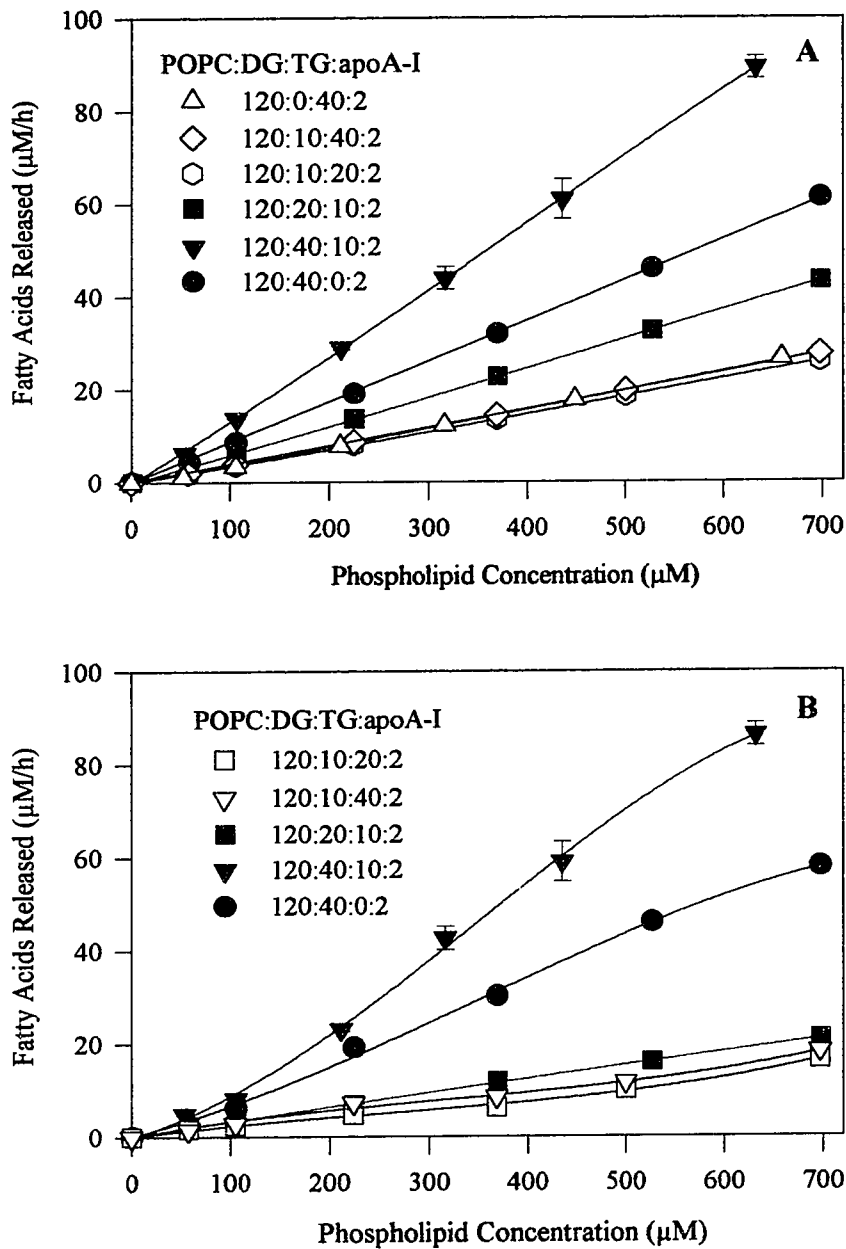 A
POPC:DG:TG:apoA-I
120:0:40:2
120:10:40:2
120:10:20:2
120:20:10:2
120:40:10:2
120:40:0:2
100
80
60
40
20
0
Fatty Acids Released (µM/h)
0 100 200 300 400 500 600 700
Phospholipid Concentration (µM)
B
POPC:DG:TG:apoA-I
120:10:20:2
120:10:40:2
120:20:10:2
120:40:10:2
120:40:0:2
100
80
60
40
20
0
Fatty Acids Released (µM/h)
0 100 200 300 400 500 600 700
Phospholipid Concentration (µM)